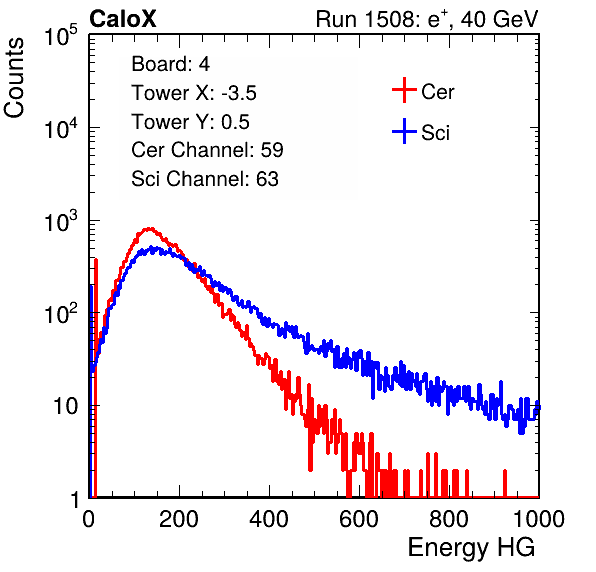 CaloX Run 1508: e⁺, 40 GeV
Counts
10⁵
10⁴
10³
10²
10
1
Board: 4
Tower X: -3.5
Tower Y: 0.5
Cer Channel: 59
Sci Channel: 63
Cer
Sci
0 200 400 600 800 1000
Energy HG